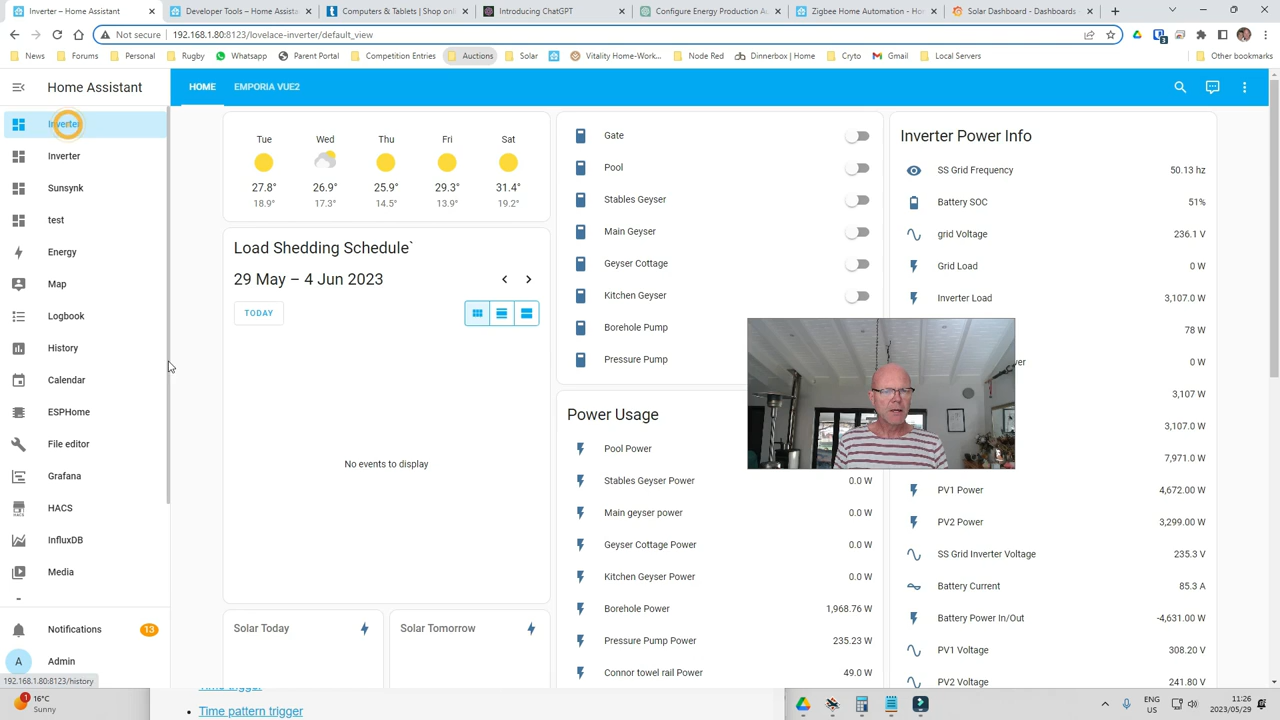 Inverter – Home Assistant
Developer Tools – Home Assista
Computers & Tablets | Shop onl
Introducing ChatGPT
Configure Energy Production Au
Zigbee Home Automation - Ho
Solar Dashboard - Dashboards
Not secure
192.168.1.80:8123/lovelace-inverter/default_view
News
Forums
Personal
Rugby
Whatsapp
Parent Portal
Competition Entries
Auctions
Solar
Vitality Home-Work...
Node Red
Dinnerbox | Home
Cryto
Gmail
Local Servers
Other bookmarks
Home Assistant
HOME
EMPORIA VUE2
Inverter
Inverter
Sunsynk
test
Energy
Map
Logbook
History
Calendar
ESPHome
File editor
Grafana
HACS
HACS
InfluxDB
Media
Notifications
13
A
Admin
192.168.1.80:8123/history
Tue
Wed
Thu
Fri
Sat
27.8°
26.9°
25.9°
29.3°
31.4°
18.9°
17.3°
14.5°
13.9°
19.2°
Load Shedding Schedule`
29 May – 4 Jun 2023
TODAY
No events to display
Solar Today
Solar Tomorrow
Gate
Pool
Stables Geyser
Main Geyser
Geyser Cottage
Kitchen Geyser
Borehole Pump
Pressure Pump
Power Usage
Pool Power
Stables Geyser Power 0.0 W
Main geyser power 0.0 W
Geyser Cottage Power 0.0 W
Kitchen Geyser Power 0.0 W
Borehole Power 1,968.76 W
Pressure Pump Power 235.23 W
Connor towel rail Power 49.0 W
Inverter Power Info
SS Grid Frequency 50.13 hz
Battery SOC 51%
grid Voltage 236.1 V
Grid Load 0 W
Inverter Load 3,107.0 W
78 W
ver 0 W
3,107 W
3,107.0 W
7,971.0 W
PV1 Power 4,672.00 W
PV2 Power 3,299.00 W
SS Grid Inverter Voltage 235.3 V
Battery Current 85.3 A
Battery Power In/Out -4,631.00 W
PV1 Voltage 308.20 V
PV2 Voltage 241.80 V
Time trigger
Time pattern trigger
1
16°C
Sunny
ENG
US
11:26
2023/05/29